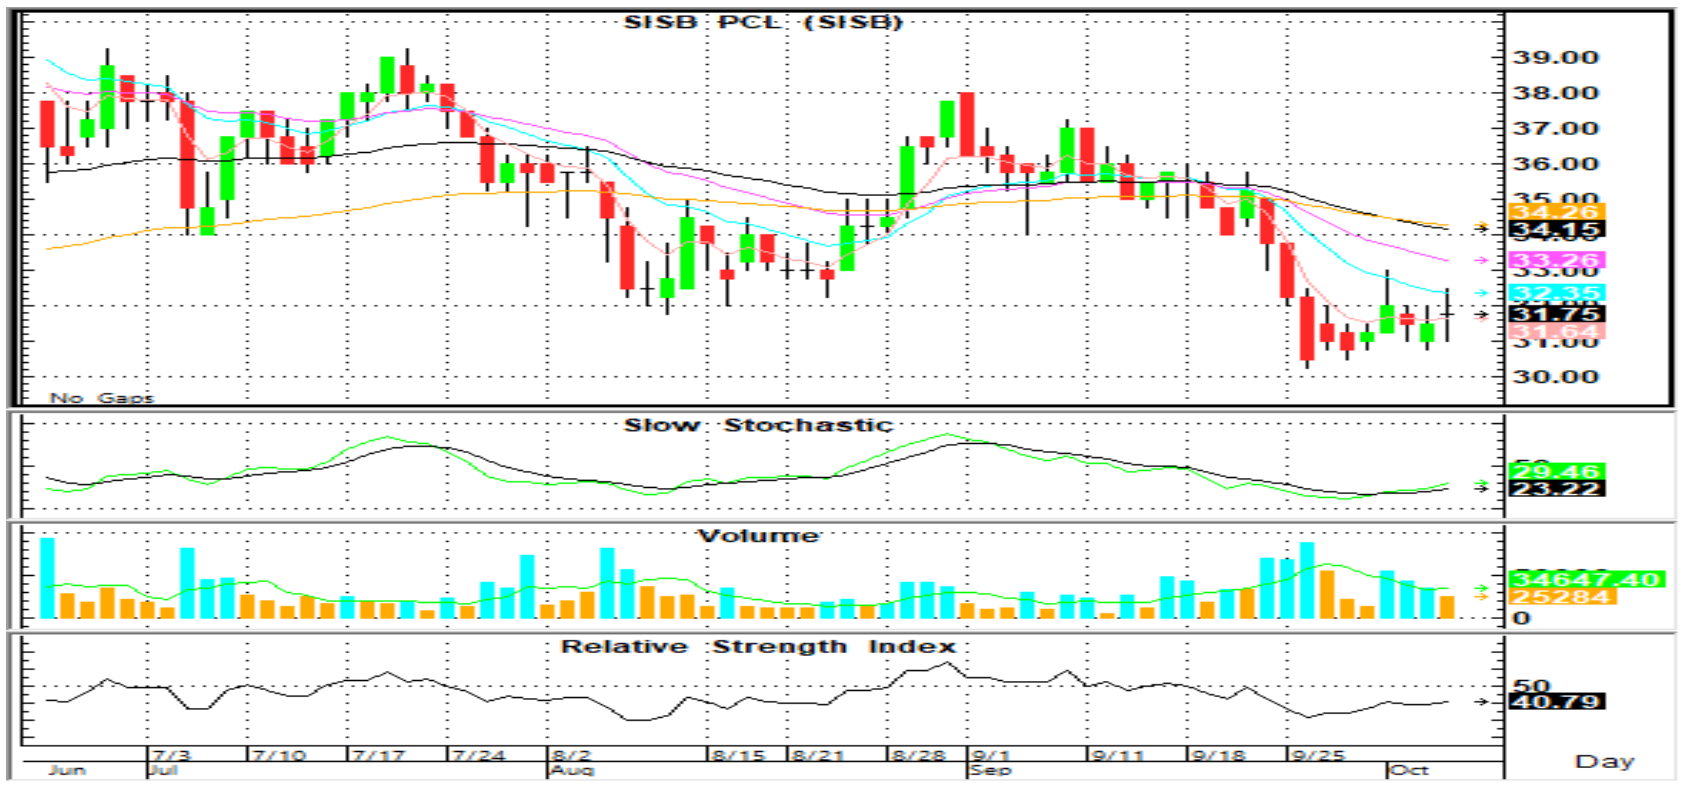 SISB PCL (SISB)
39.00
38.00
37.00
36.00
35.00
34.26
34.15
34.00
33.26
33.00
32.35
31.75
31.64
31.00
30.00
No Gaps
Slow Stochastic
29.46
23.22
Volume
34647.40
25284
0
Relative Strength Index
50
40.79
7/3 7/10 7/17 7/24 8/2 8/15 8/21 8/28 9/1 9/11 9/18 9/25
Jun Jul Aug Sep Oct
Day